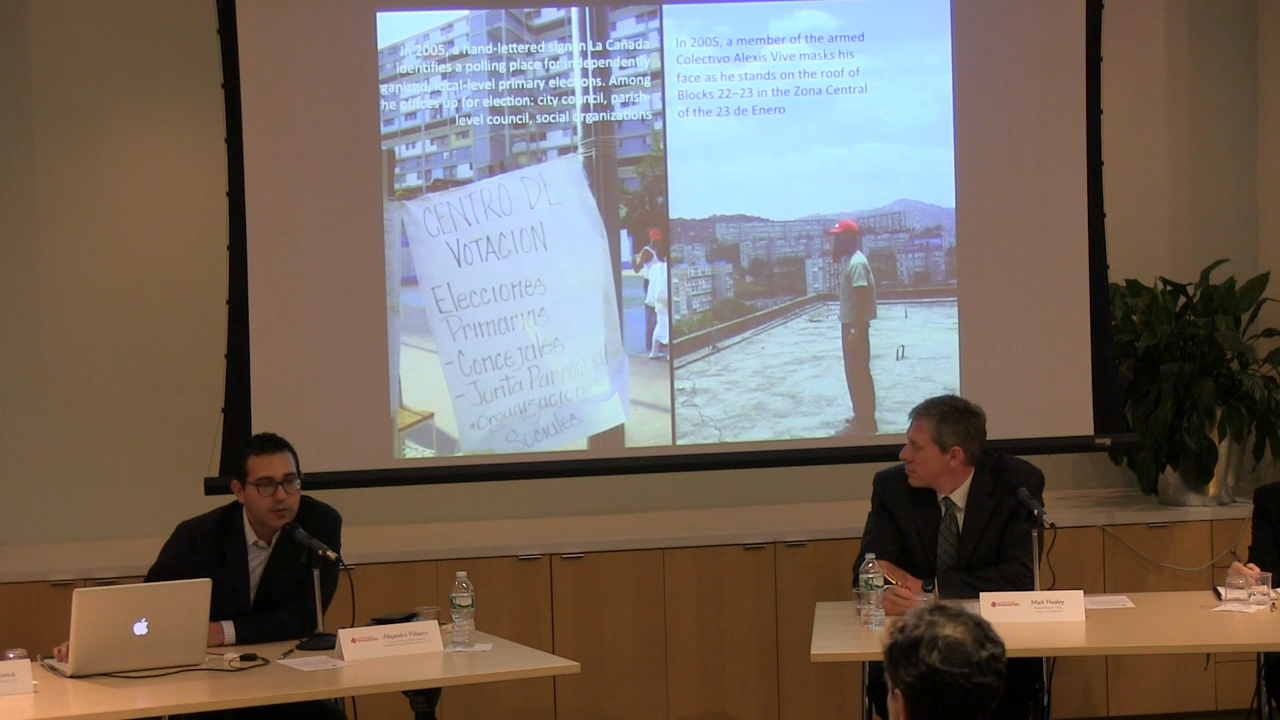 In 2005, a hand-lettered sign in La Cañada
identifies a polling place for independently
rganized, local-level primary elections. Among
he offices up for election: city council, parish-
level council, social organizations
In 2005, a member of the armed
Colectivo Alexis Vive masks his
face as he stands on the roof of
Blocks 22–23 in the Zona Central
of the 23 de Enero
CENTRO DE
VOTACION
Elecciones
Primarias
- Concejales
- Junta
Sociales
Alejandro Velasco
Mark Healey